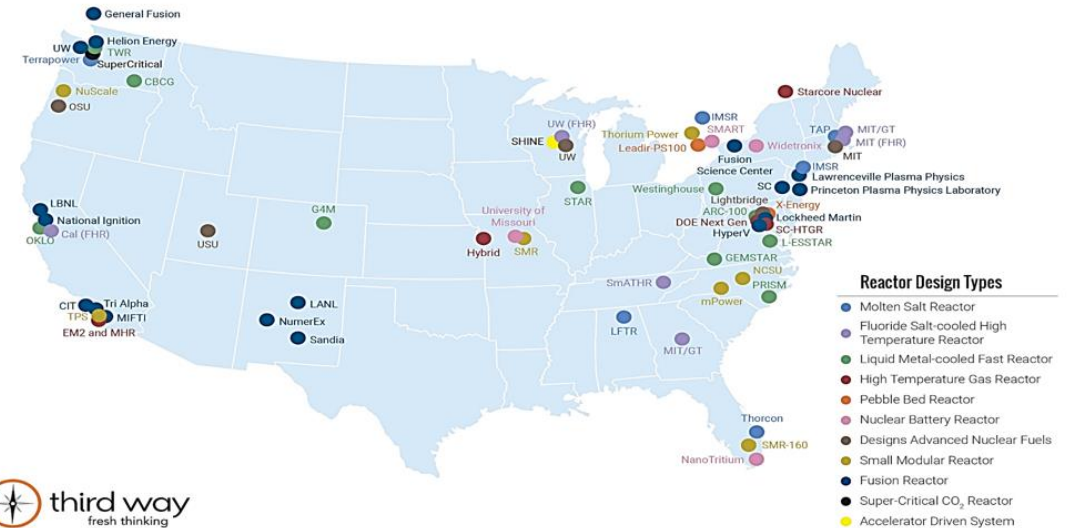 General Fusion
Helion Energy
UW
TWR
Terrapower
SuperCritical
CBCG
NuScale
OSU
Starcore Nuclear
IMSR
UW (FHR)
Thorium Power
SMART
TAP
MIT/GT
SHINE
Leadir-PS100
MIT (FHR)
UW
Fusion
Science Center
Widetronix
MIT
IMSR
Lawrenceville Plasma Physics
STAR
Westinghouse
SC
Princeton Plasma Physics Laboratory
Lightbridge
LBNL
National Ignition
OKLO
Cal (FHR)
USU
G4M
University of
Missouri
Hybrid
SMR
ARC-100
X-Energy
Lockheed Martin
DOE Next Gen
SC-HTGR
HyperV
L-ESSTAR
GEMSTAR
NCSU
SmATHR
PRISM
mPower
CIT
Tri Alpha
TPS
MIFTI
EM2 and MHR
LANL
NumerEx
Sandia
LFTR
MIT/GT
Thorcon
SMR-160
NanoTritium
Reactor Design Types
Molten Salt Reactor
Fluoride Salt-cooled High
Temperature Reactor
Liquid Metal-cooled Fast Reactor
High Temperature Gas Reactor
Pebble Bed Reactor
Nuclear Battery Reactor
Designs Advanced Nuclear Fuels
Small Modular Reactor
Fusion Reactor
Super-Critical CO₂ Reactor
Accelerator Driven System
third way
fresh thinking